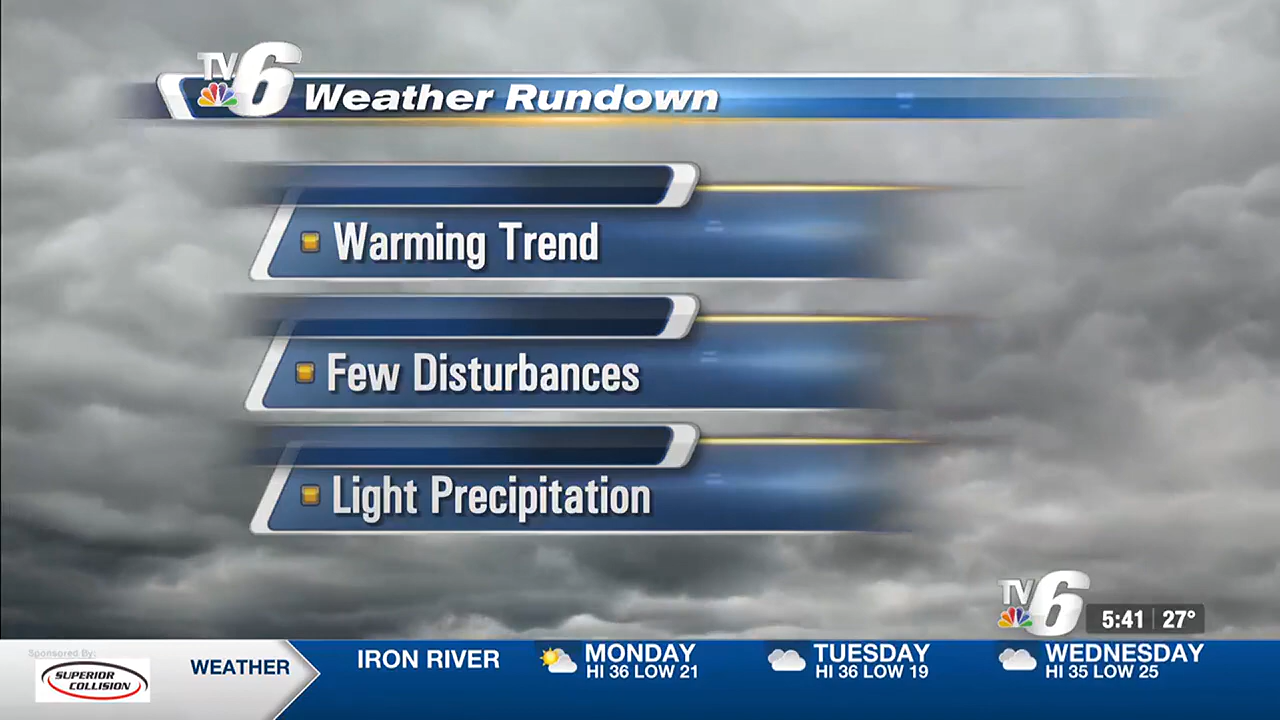 TV6 Weather Rundown
Warming Trend
Few Disturbances
Light Precipitation
TV6
5:41 27°
Sponsored By:
SUPERIOR
COLLISION
WEATHER
IRON RIVER
MONDAY
HI 36 LOW 21
TUESDAY
HI 36 LOW 19
WEDNESDAY
HI 35 LOW 25